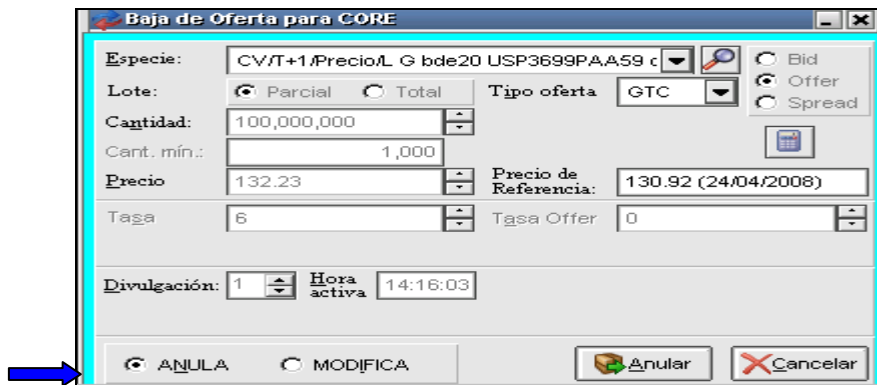 Baja de Oferta para CORE
Especie: CV/T+1/Precio/L G bde20 USP3699PAA59 c Bid
Lote: Parcial Total Tipo oferta GTC Offer
Spread
Cantidad: 100,000,000
Cant. mín.: 1,000
Precio 132.23 Precio de Referencia: 130.92 (24/04/2008)
Tasa 6 Tasa Offer 0
Divulgación: 1 Hora activa 14:16:03
ANULA MODIFICA Anular Cancelar